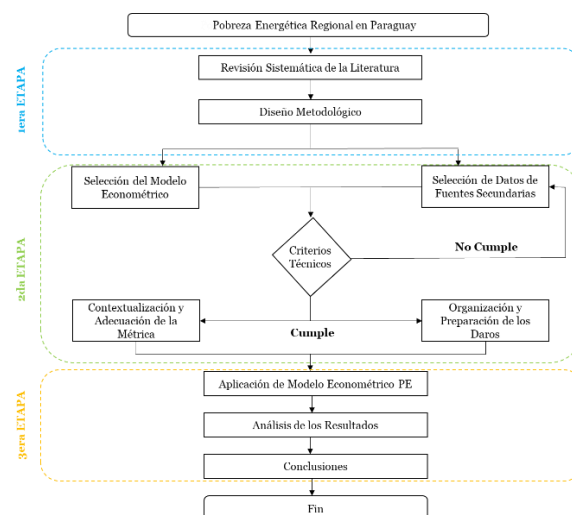 Pobreza Energética Regional en Paraguay
1era ETAPA
Revisión Sistemática de la Literatura
Diseño Metodológico
2da ETAPA
Selección del Modelo
Econométrico
Selección de Datos de
Fuentes Secundarias
Criterios
Técnicos
No Cumple
Contextualización y
Adecuación de la
Métrica
Cumple
Organización y
Preparación de los
Daros
3era ETAPA
Aplicación de Modelo Econométrico PE
Análisis de los Resultados
Conclusiones
Fin